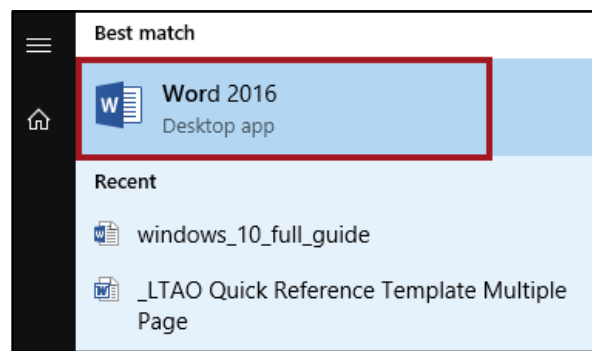 Best match
W
Word 2016
Desktop app
Recent
windows_10_full_guide
_LTAO Quick Reference Template Multiple
Page